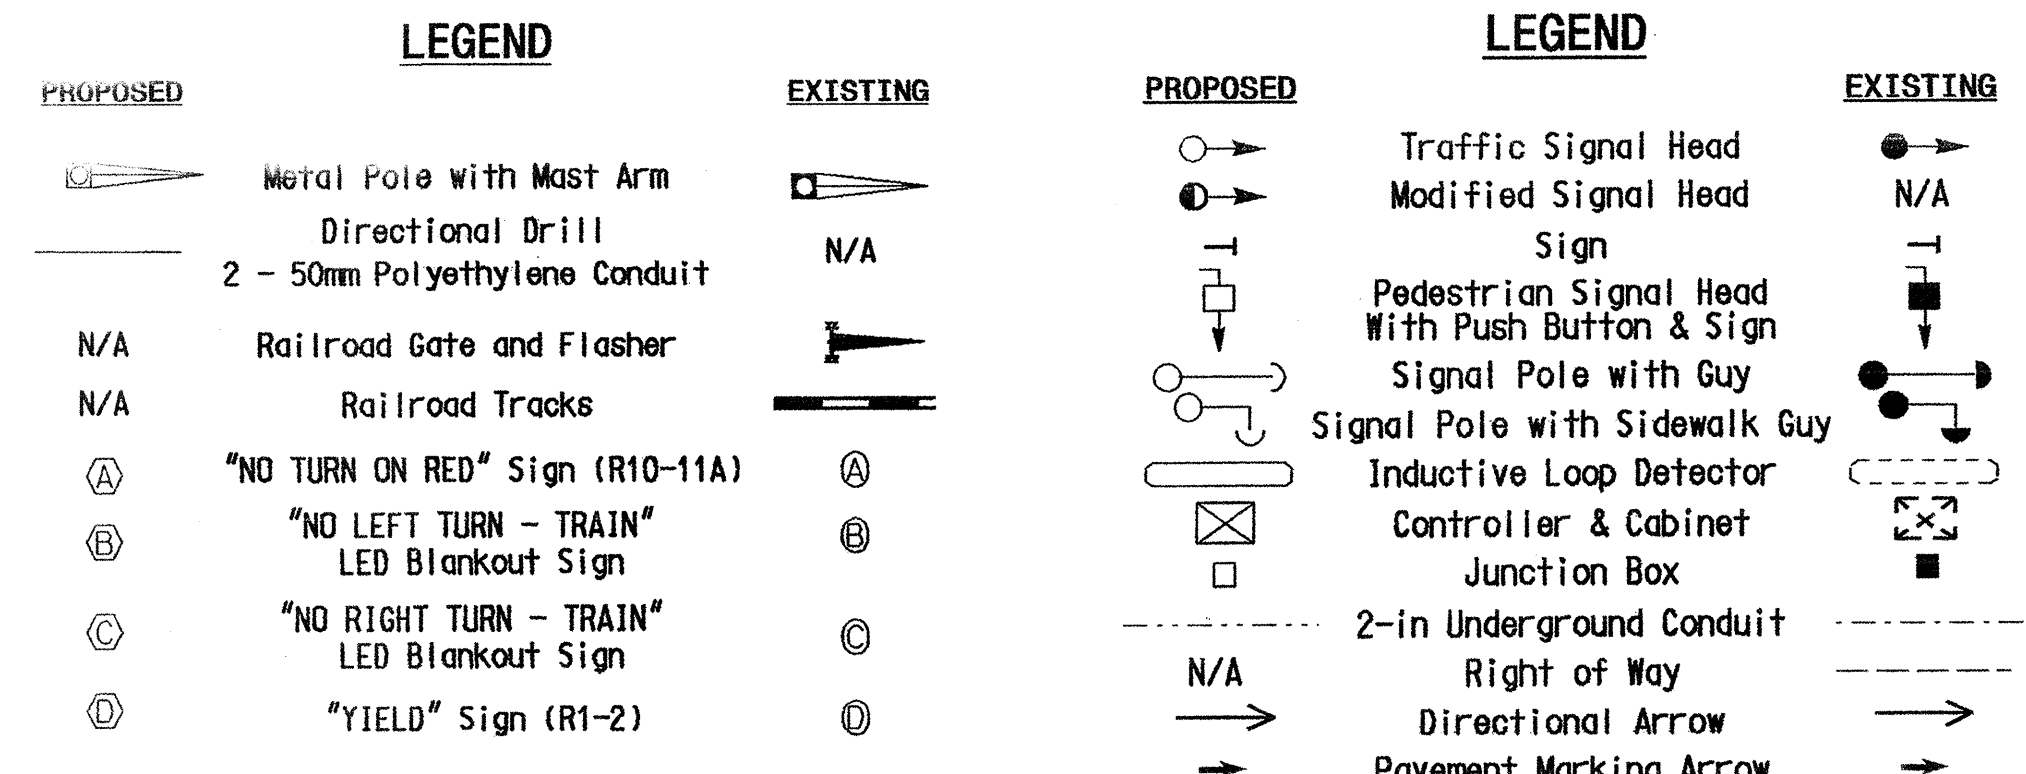 LEGEND
PROPOSED EXISTING
Metal Pole with Mast Arm
Directional Drill
2 - 50mm Polyethylene Conduit N/A
N/A Railroad Gate and Flasher
N/A Railroad Tracks
A "NO TURN ON RED" Sign (R10-11A) A
B "NO LEFT TURN - TRAIN" B
LED Blankout Sign
C "NO RIGHT TURN - TRAIN" C
LED Blankout Sign
D "YIELD" Sign (R1-2) D
LEGEND
PROPOSED EXISTING
Traffic Signal Head
Modified Signal Head N/A
Sign
Pedestrian Signal Head
With Push Button & Sign
Signal Pole with Guy
Signal Pole with Sidewalk Guy
Inductive Loop Detector
Controller & Cabinet
Junction Box
2-in Underground Conduit
N/A Right of Way
Directional Arrow
Pavement Marking Arrow